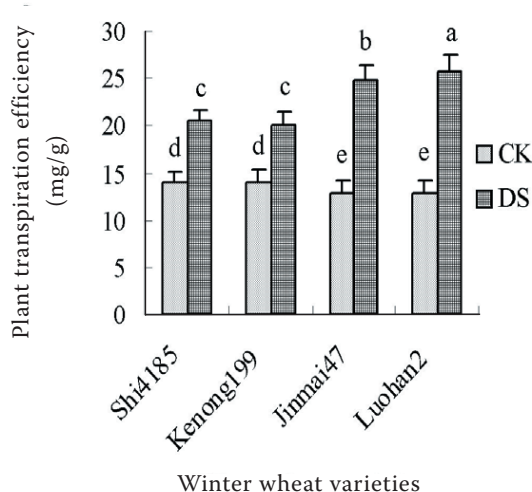 Plant transpiration efficiency
(mg/g)
30
25
20
15
10
5
0
d
c
d
c
e
b
e
a
CK
DS
Shi4185
Kenong199
Jinmai47
Luohan2
Winter wheat varieties